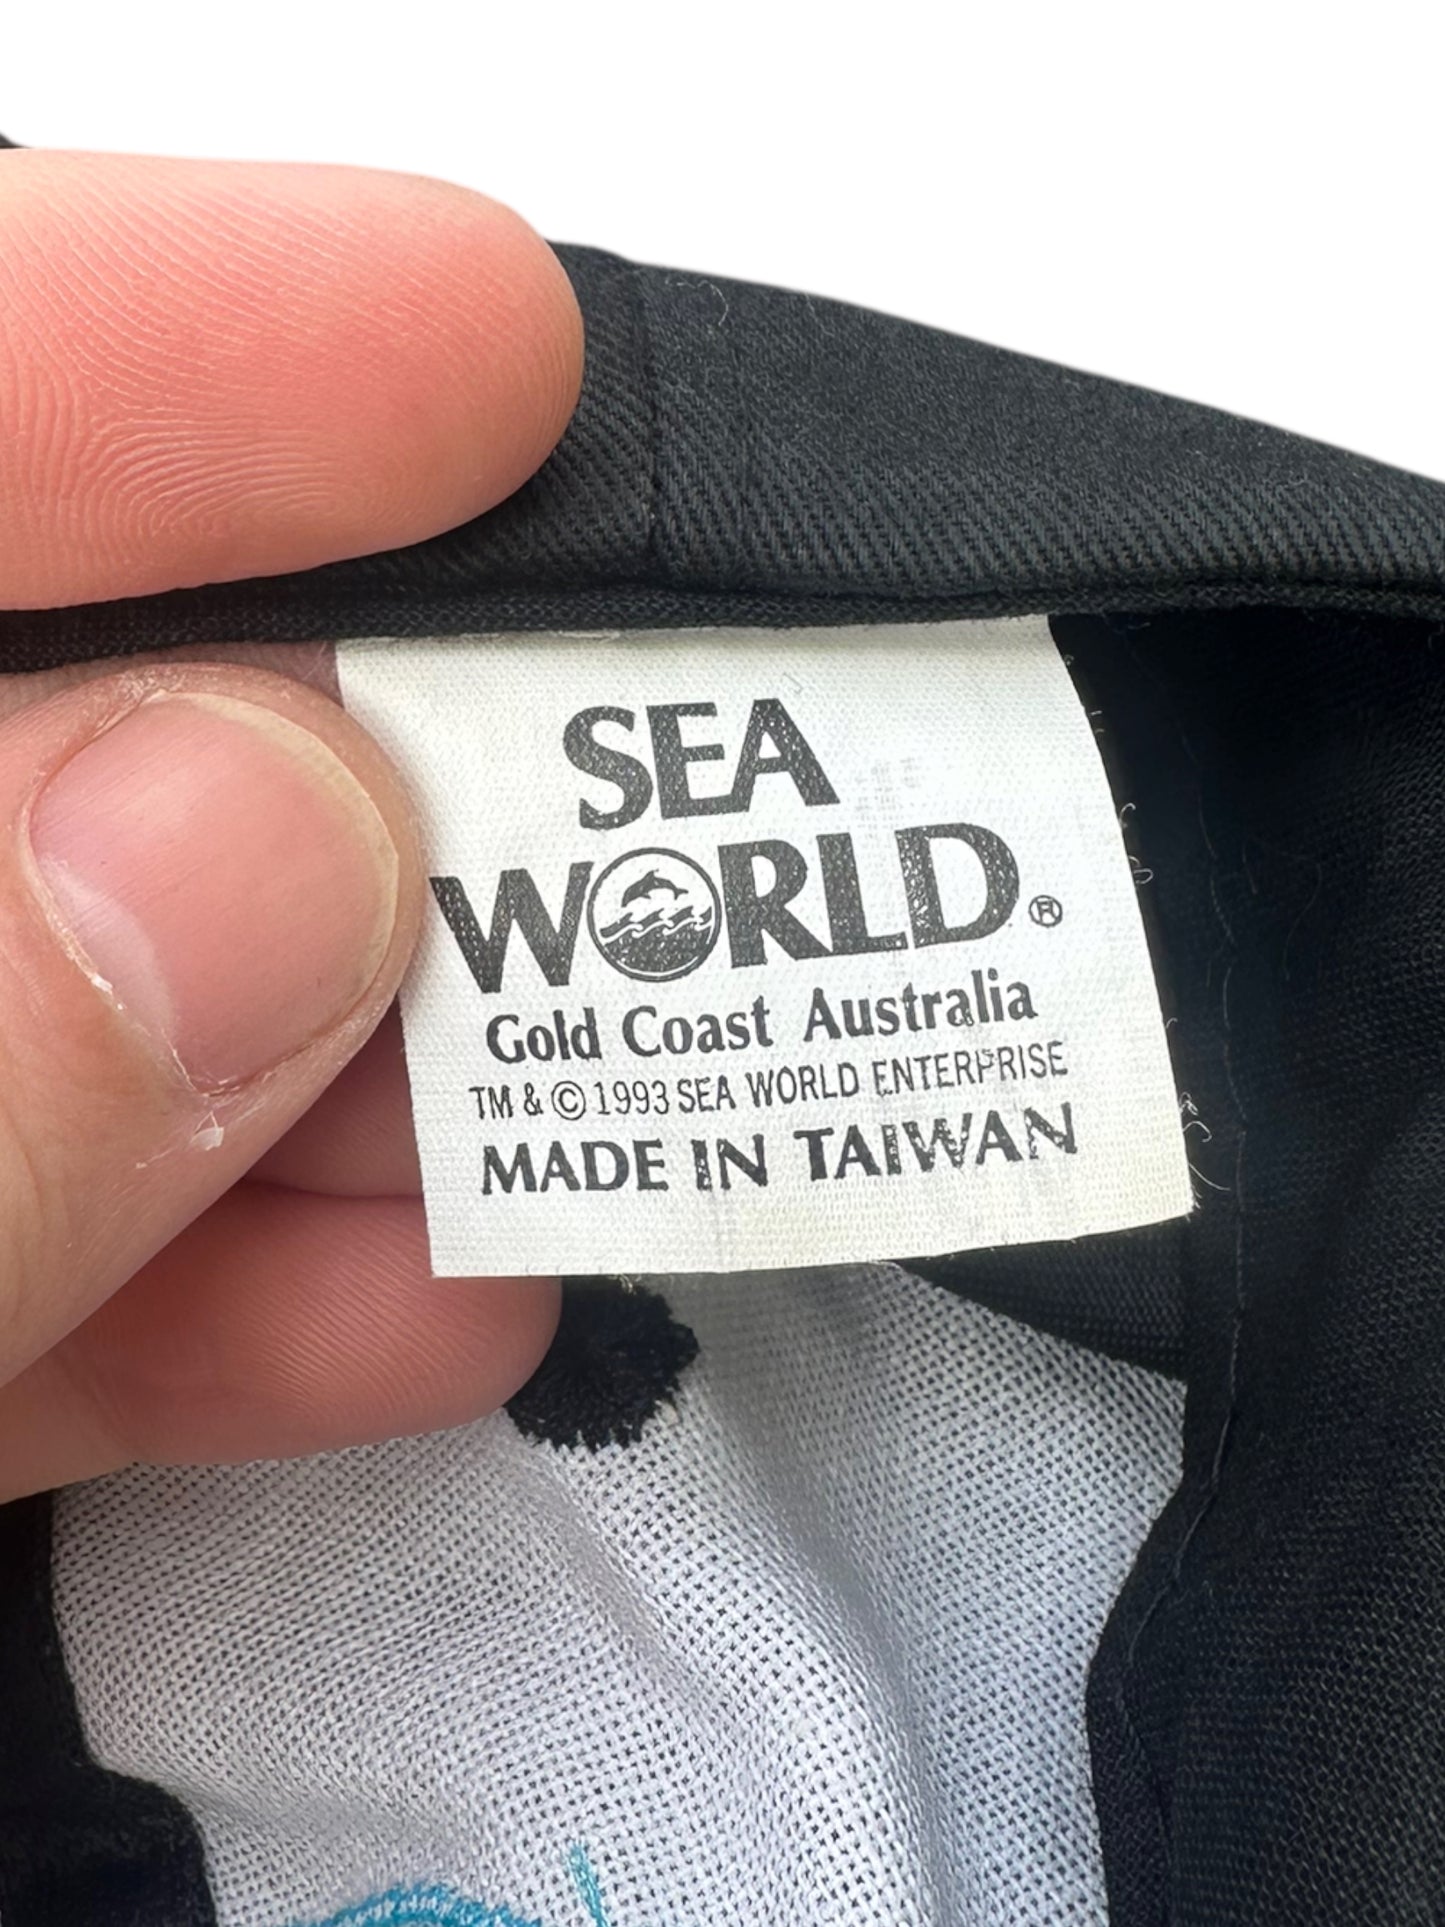 SEA
WORLD®
Gold Coast Australia
TM & © 1993 SEA WORLD ENTERPRISE
MADE IN TAIWAN